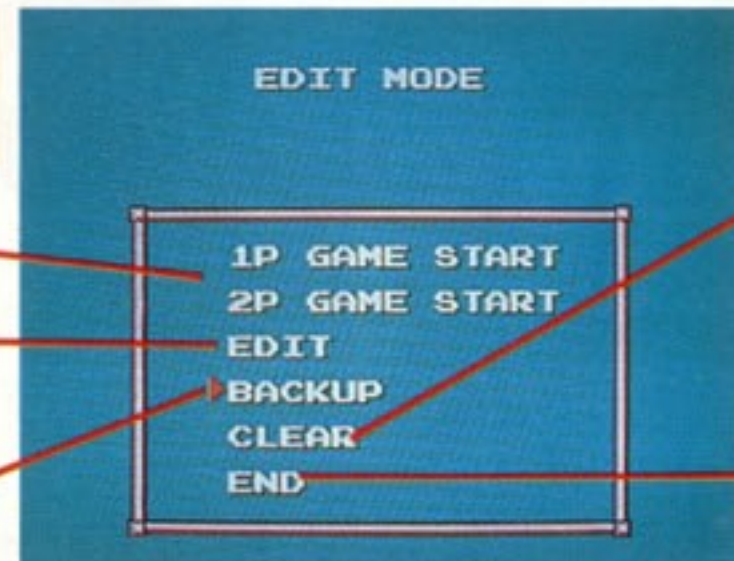 EDIT MODE
1P GAME START
2P GAME START
EDIT
BACKUP
CLEAR
END